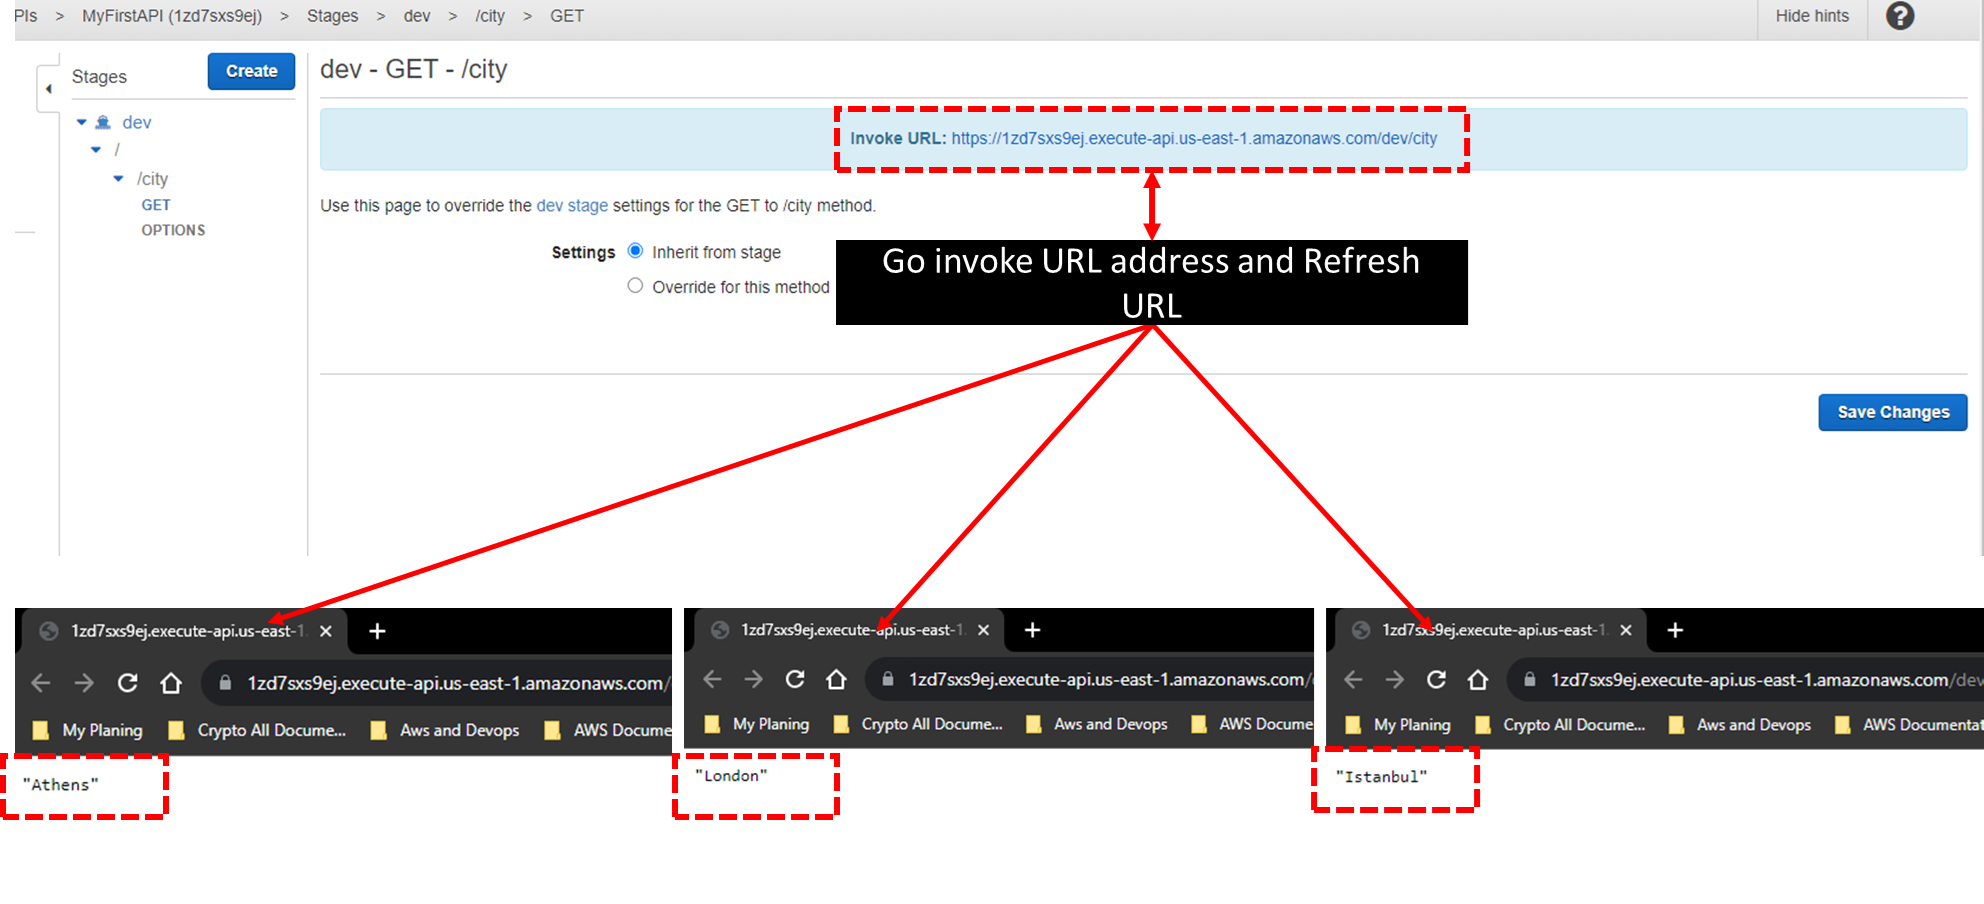 PIs > MyFirstAPI (1zd7sxs9ej) > Stages > dev > /city > GET
Hide hints
?
Stages
Create
dev - GET - /city
dev
/
/city
GET
OPTIONS
Invoke URL: https://1zd7sxs9ej.execute-api.us-east-1.amazonaws.com/dev/city
Use this page to override the dev stage settings for the GET to /city method.
Settings
Inherit from stage
Override for this method
Go invoke URL address and Refresh
URL
Save Changes
1zd7sxs9ej.execute-api.us-east-1.
1zd7sxs9ej.execute-api.us-east-1.amazonaws.com/
My Planing
Crypto All Docume...
Aws and Devops
AWS Docume
"Athens"
1zd7sxs9ej.execute-api.us-east-1.
1zd7sxs9ej.execute-api.us-east-1.amazonaws.com/
My Planing
Crypto All Docume...
Aws and Devops
AWS Docume
"London"
1zd7sxs9ej.execute-api.us-east-1.
1zd7sxs9ej.execute-api.us-east-1.amazonaws.com/dev
My Planing
Crypto All Docume...
Aws and Devops
AWS Documentat
"Istanbul"